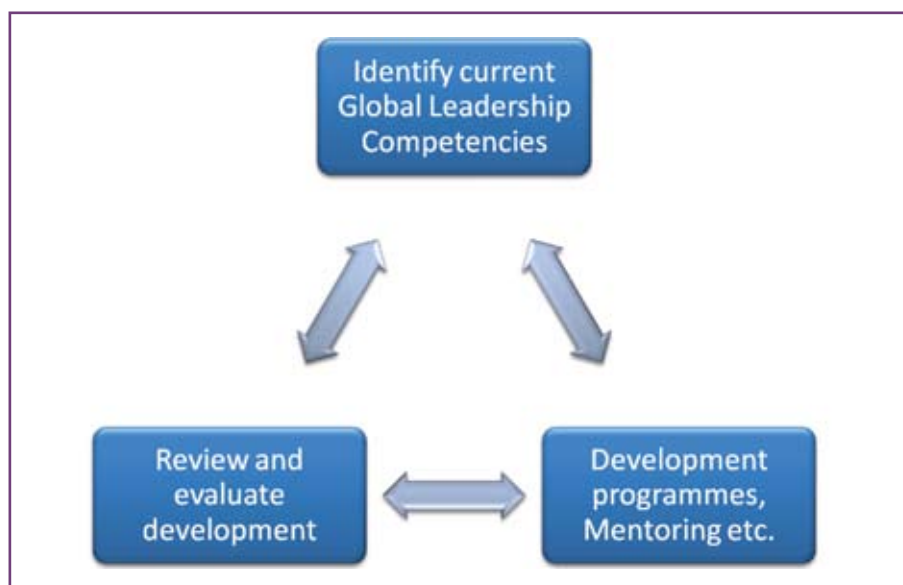 Identify current
Global Leadership
Competencies
Review and
evaluate
development
Development
programmes,
Mentoring etc.